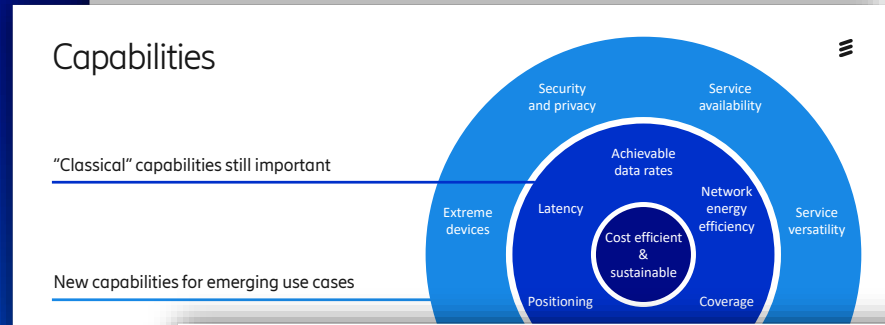 Capabilities
Security
and privacy
Service
availability
"Classical" capabilities still important
Achievable
data rates
Network
energy
efficiency
Latency
Extreme
devices
Service
versatility
Cost efficient
&
sustainable
New capabilities for emerging use cases
Positioning
Coverage